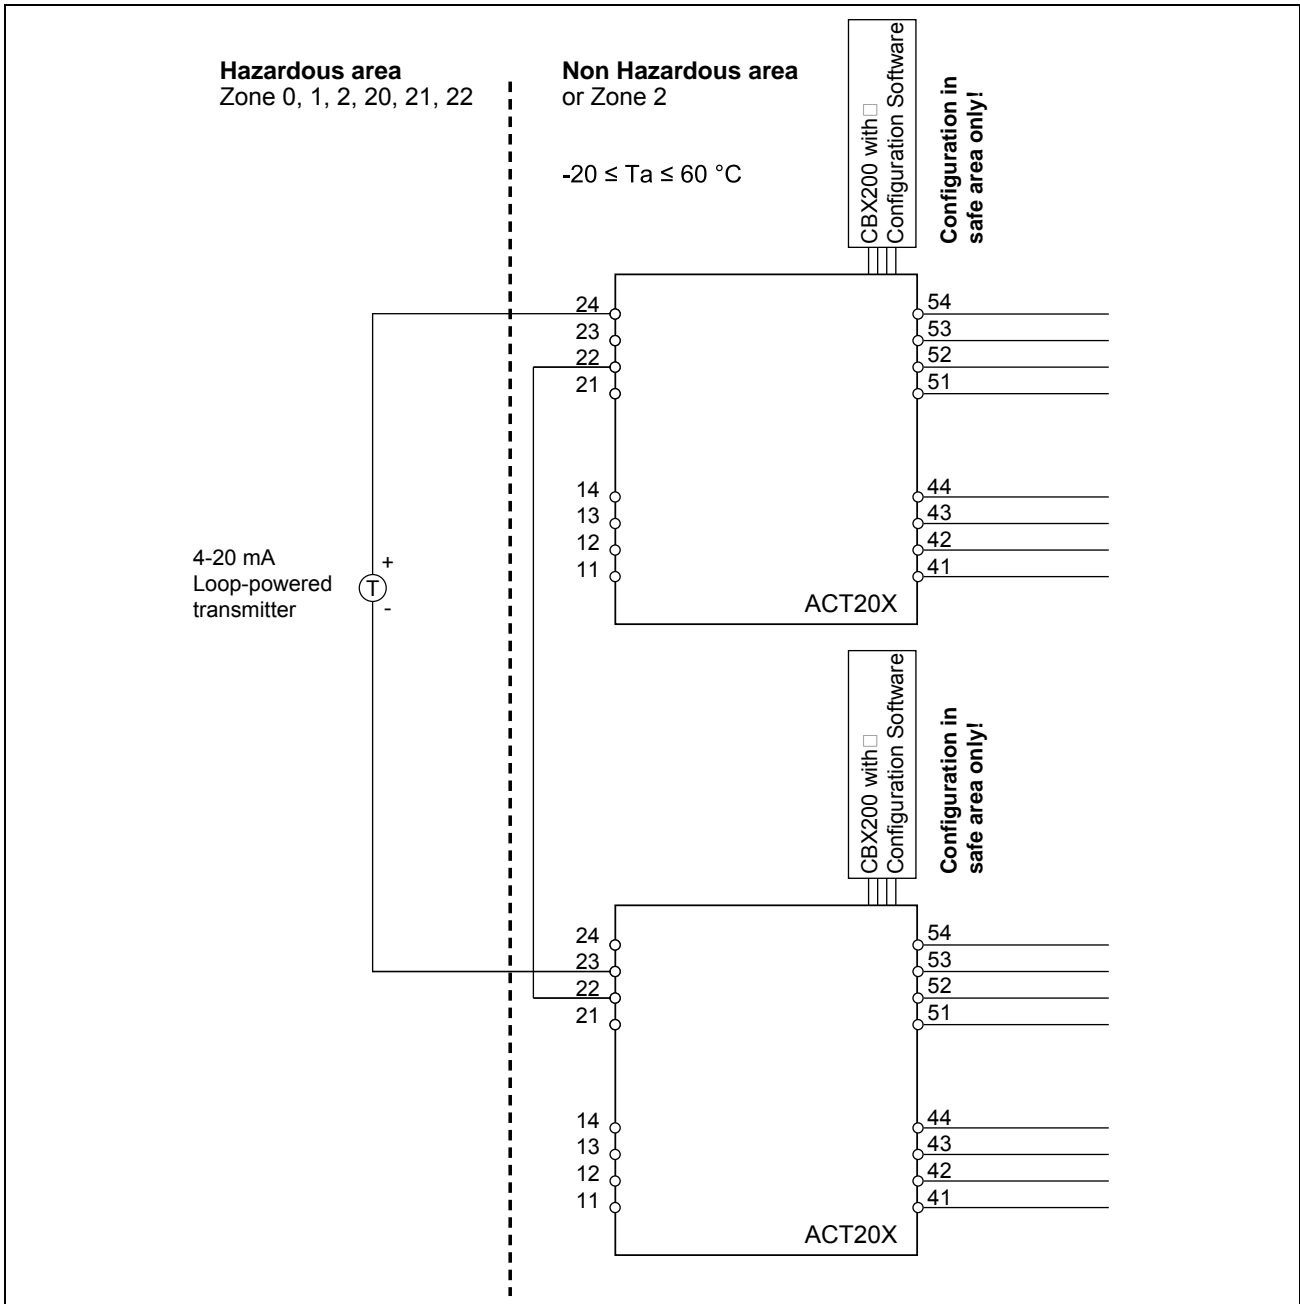 Hazardous area
Zone 0, 1, 2, 20, 21, 22
Non Hazardous area
or Zone 2
-20 ≤ Ta ≤ 60 °C
CBX200 with□
Configuration Software
Configuration in
safe area only!
24
23
22
21
14
13
12
11
54
53
52
51
44
43
42
41
ACT20X
4-20 mA
Loop-powered
transmitter
+
T
-
CBX200 with□
Configuration Software
Configuration in
safe area only!
24
23
22
21
14
13
12
11
54
53
52
51
44
43
42
41
ACT20X